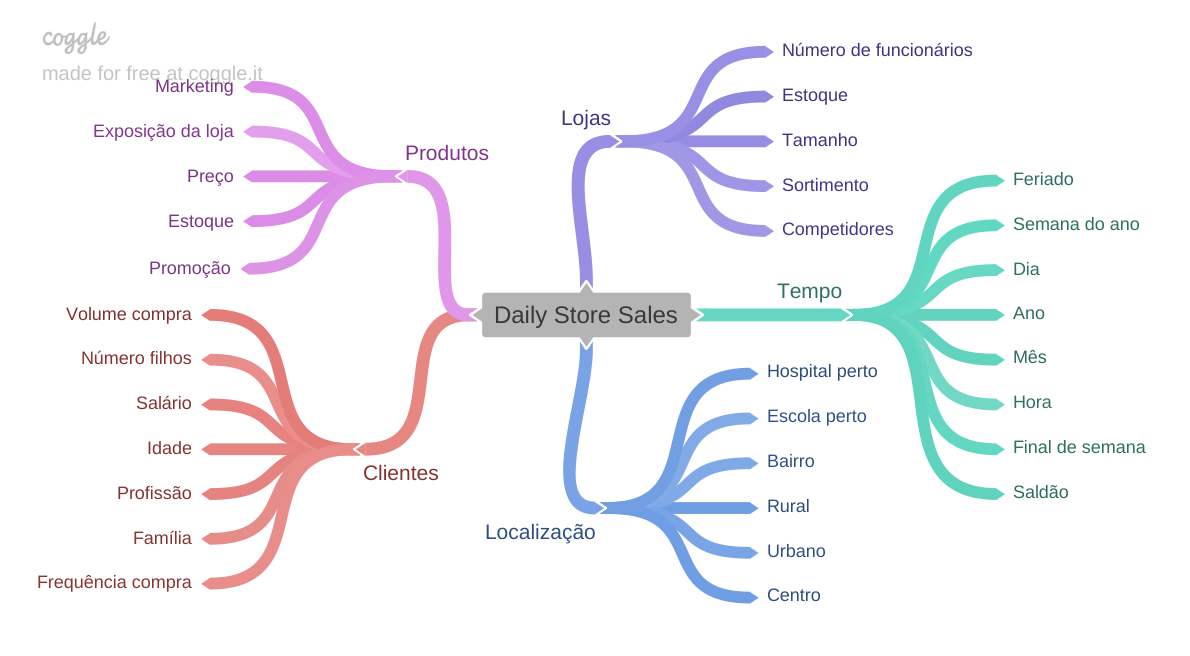 coggle
made for free at coggle.it
Marketing
Exposição da loja
Preço
Estoque
Promoção
Produtos
Volume compra
Número filhos
Salário
Idade
Profissão
Família
Frequência compra
Clientes
Daily Store Sales
Lojas
Número de funcionários
Estoque
Tamanho
Sortimento
Competidores
Tempo
Feriado
Semana do ano
Dia
Ano
Mês
Hora
Final de semana
Saldão
Localização
Hospital perto
Escola perto
Bairro
Rural
Urbano
Centro